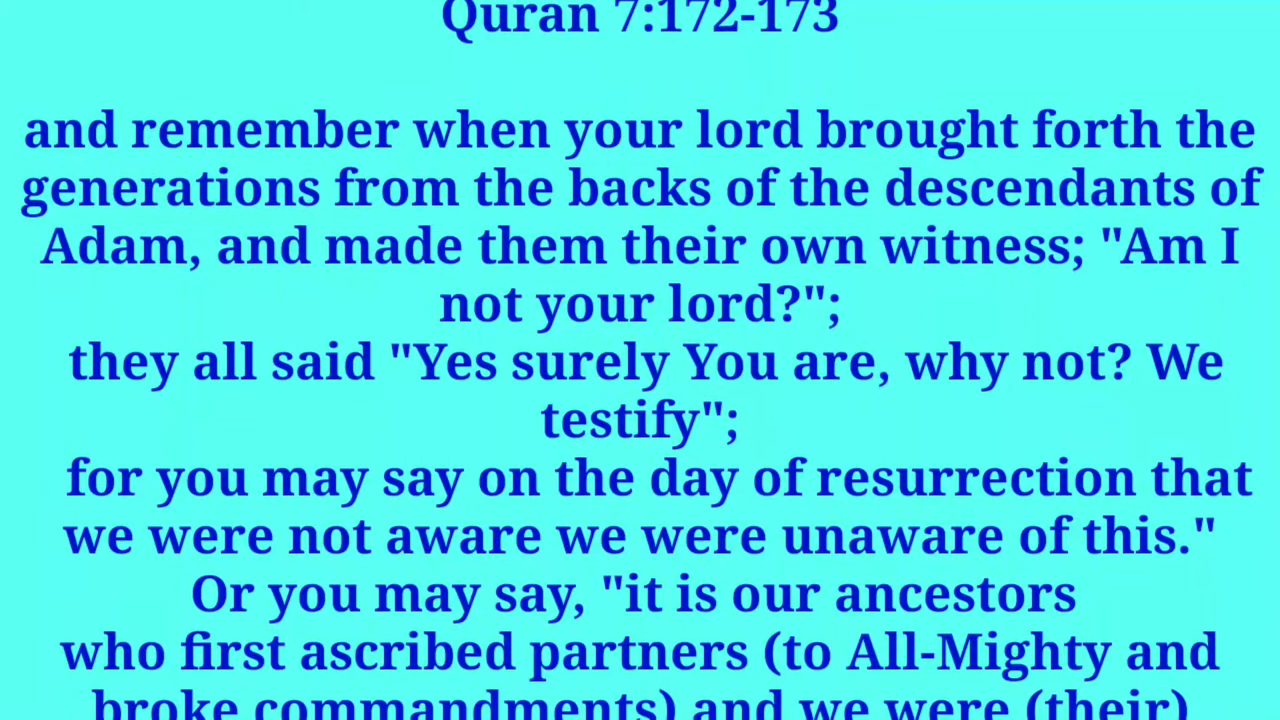 Quran 7:172-173
and remember when your lord brought forth the
generations from the backs of the descendants of
Adam, and made them their own witness; "Am I
not your lord?";
they all said "Yes surely You are, why not? We
testify";
for you may say on the day of resurrection that
we were not aware we were unaware of this."
Or you may say, "it is our ancestors
who first ascribed partners (to All-Mighty and
broke commandments) and we were (their)